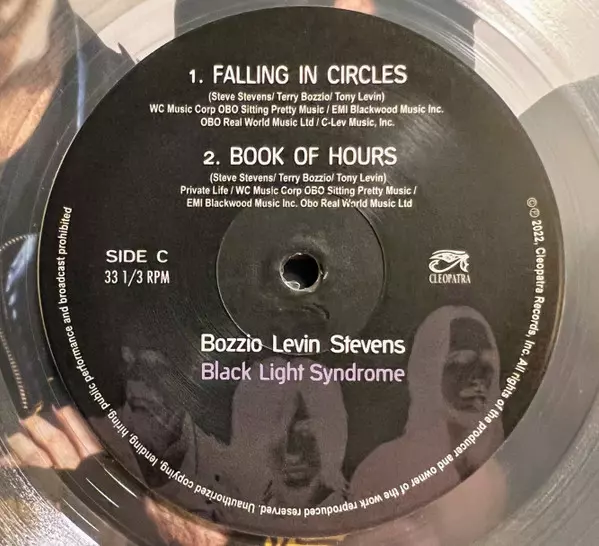 1. FALLING IN CIRCLES
(Steve Stevens/ Terry Bozzio/ Tony Levin)
WC Music Corp OBO Sitting Pretty Music / EMI Blackwood Music Inc.
OBO Real World Music Ltd / C-Lev Music, Inc.
2. BOOK OF HOURS
(Steve Stevens/ Terry Bozzio/ Tony Levin)
Private Life / WC Music Corp OBO Sitting Pretty Music /
EMI Blackwood Music Inc. Obo Real World Music Ltd
SIDE C
33 1/3 RPM
CLEOPATRA
Bozzio Levin Stevens
Black Light Syndrome
©℗ 2022, Cleopatra Records, Inc. All rights of the producer and owner of the work reproduced reserved. Unauthorized copying, lending, hiring, public perfomance and broadcast prohibited